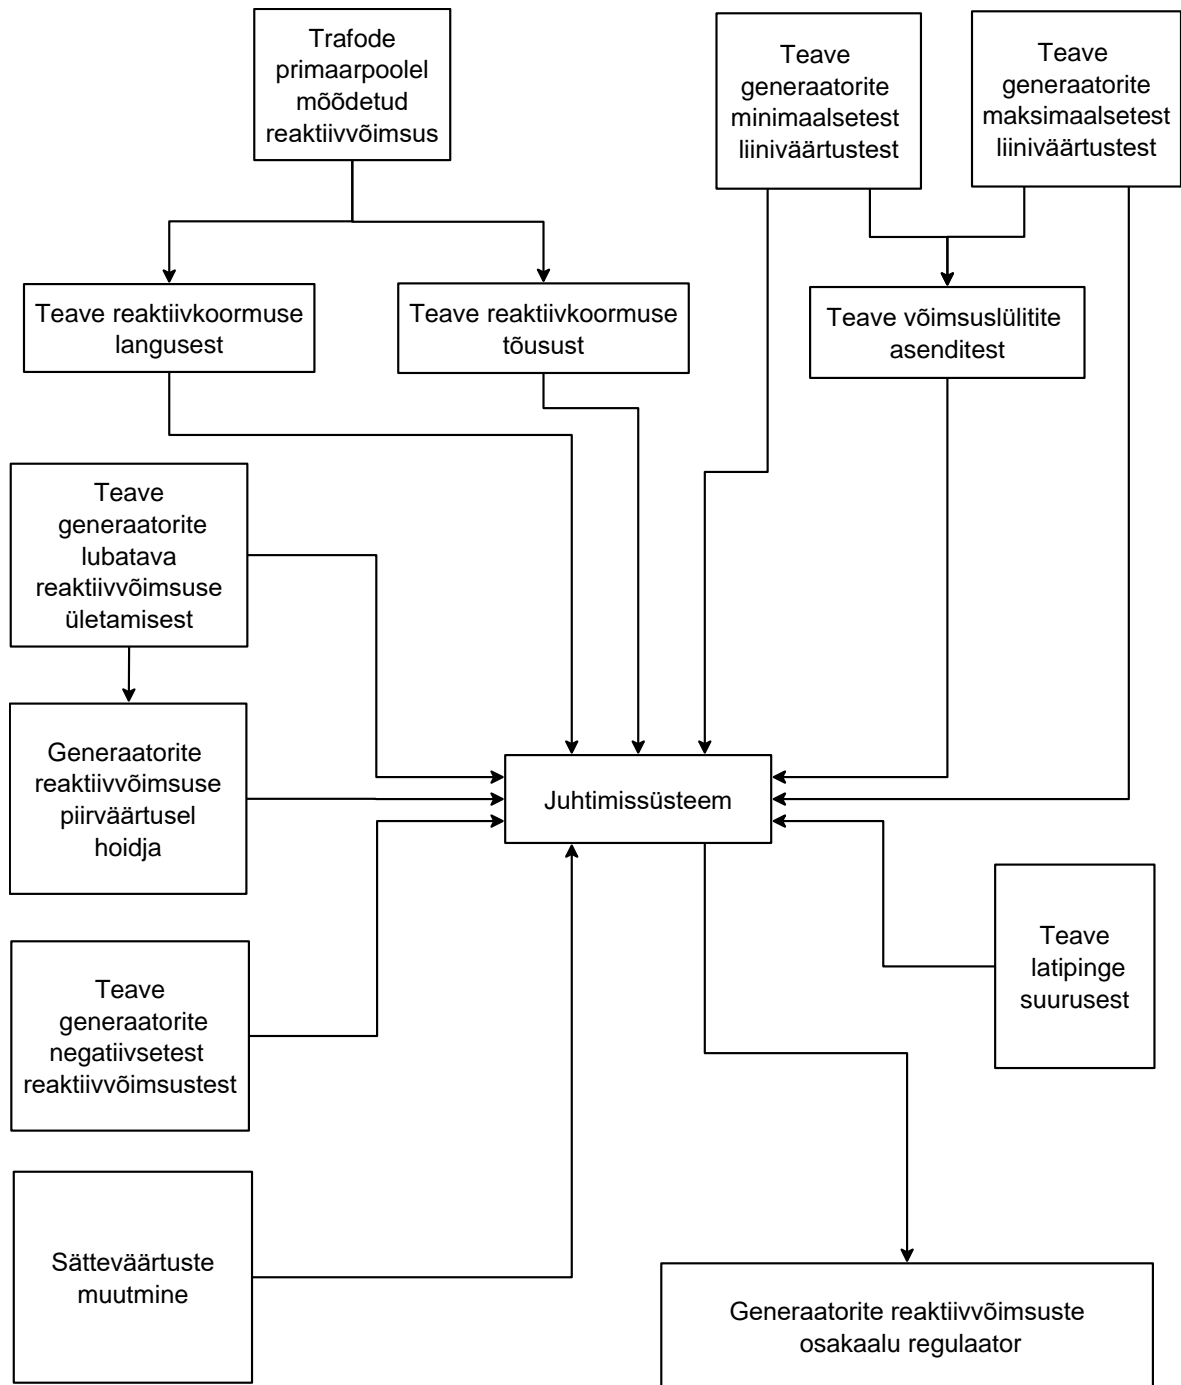 Trafode
primaarpoolel
mõõdetud
reaktiivvõimsus
Teave
generaatorite
minimaalsetest
liiniväärtustest
Teave
generaatorite
maksimaalsetest
liiniväärtustest
Teave reaktiivkoormuse
langusest
Teave reaktiivkoormuse
tõusust
Teave võimsuslülitite
asenditest
Teave
generaatorite
lubatava
reaktiivvõimsuse
ületamisest
Generaatorite
reaktiivvõimsuse
piirväärtusel
hoidja
Juhtimissüsteem
Teave
latipinge
suurusest
Teave
generaatorite
negatiivsetest
reaktiivvõimsustest
Sätteväärtuste
muutmine
Generaatorite reaktiivvõimsuste
osakaalu regulaator